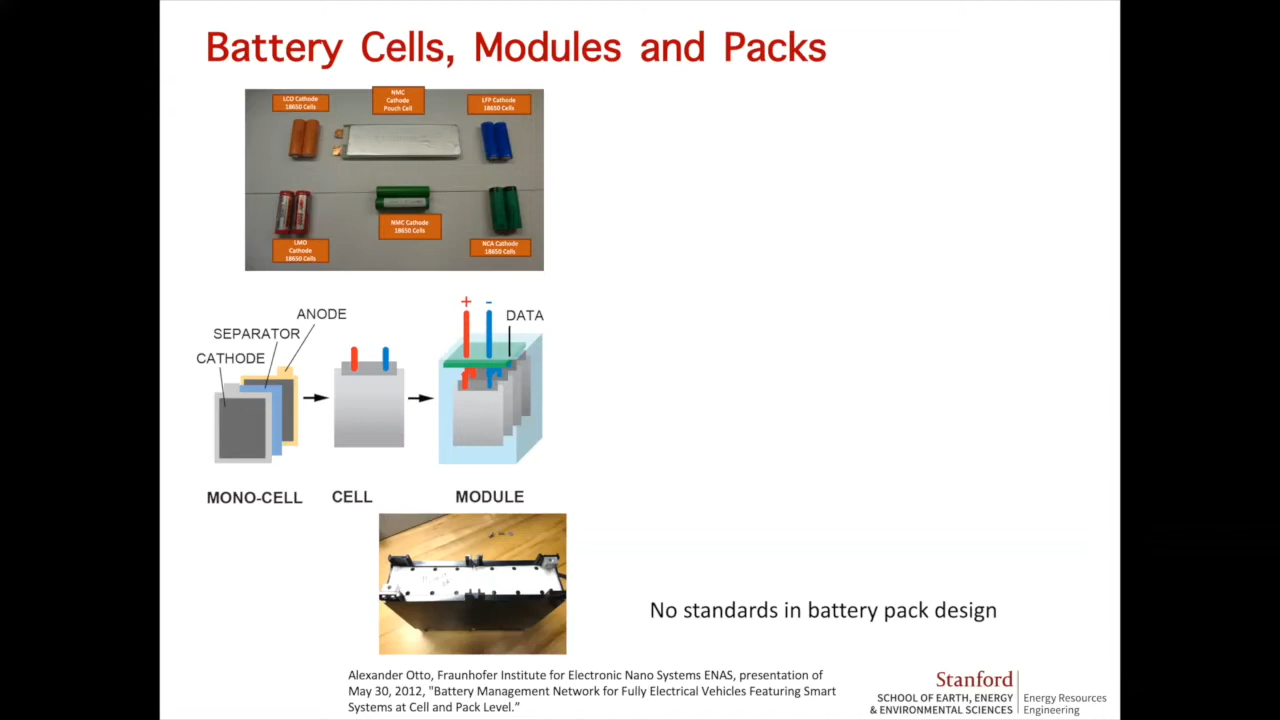 Battery Cells, Modules and Packs
LCO Cathode
18650 Cells
NMC
Cathode
Pouch Cell
LFP Cathode
18650 Cells
LMO
Cathode
18650 Cells
NMC Cathode
18650 Cells
NCA Cathode
18650 Cells
ANODE
SEPARATOR
CATHODE
+ -
DATA
MONO-CELL
CELL
MODULE
No standards in battery pack design
Alexander Otto, Fraunhofer Institute for Electronic Nano Systems ENAS, presentation of
May 30, 2012, "Battery Management Network for Fully Electrical Vehicles Featuring Smart
Systems at Cell and Pack Level.”
Stanford
SCHOOL OF EARTH, ENERGY
& ENVIRONMENTAL SCIENCES
Energy Resources
Engineering